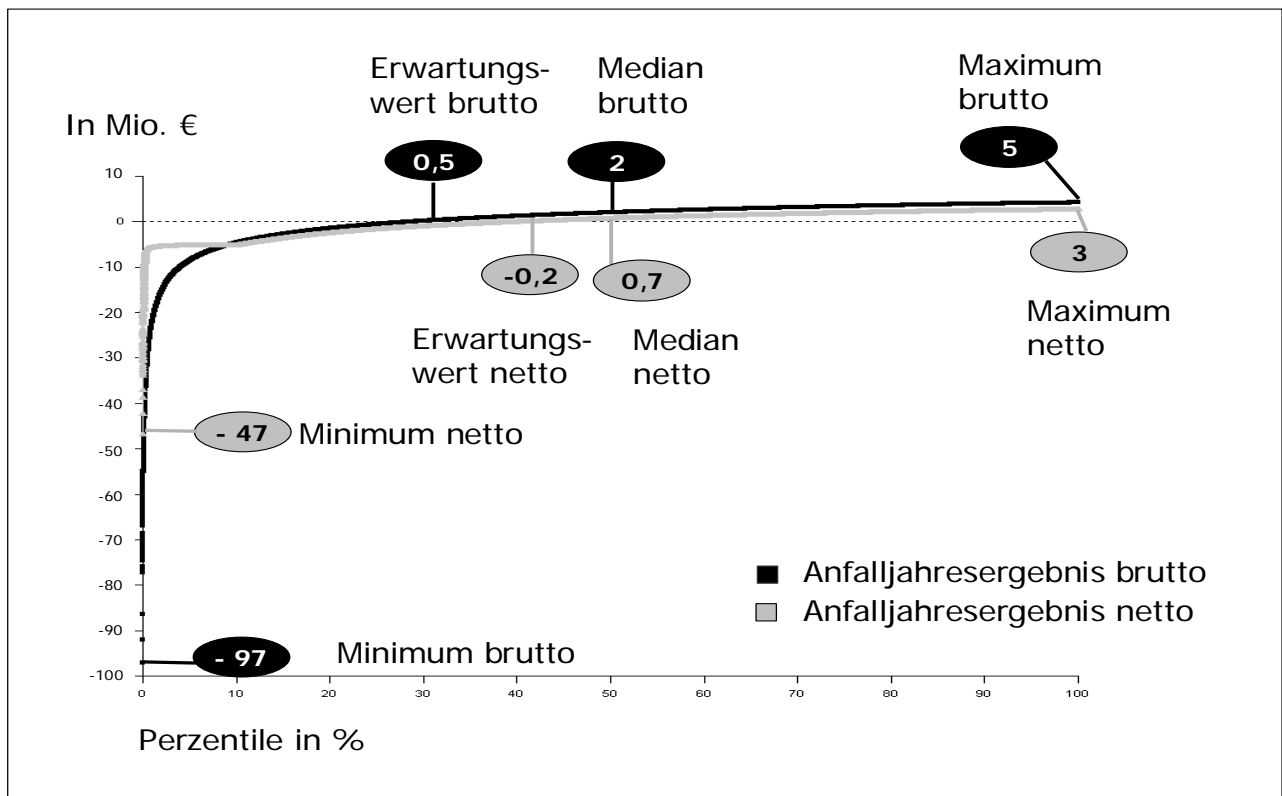 Erwartungs-
wert brutto
Median
brutto
Maximum
brutto
In Mio. €
0,5
2
5
10
0
-10
-20
-30
-40
-50
-60
-70
-80
-90
-100
-0,2
0,7
3
Erwartungs-
wert netto
Median
netto
Maximum
netto
- 47
Minimum netto
Anfalljahresergebnis brutto
Anfalljahresergebnis netto
- 97
Minimum brutto
0
10
20
30
40
50
60
70
80
90
100
Perzentile in %